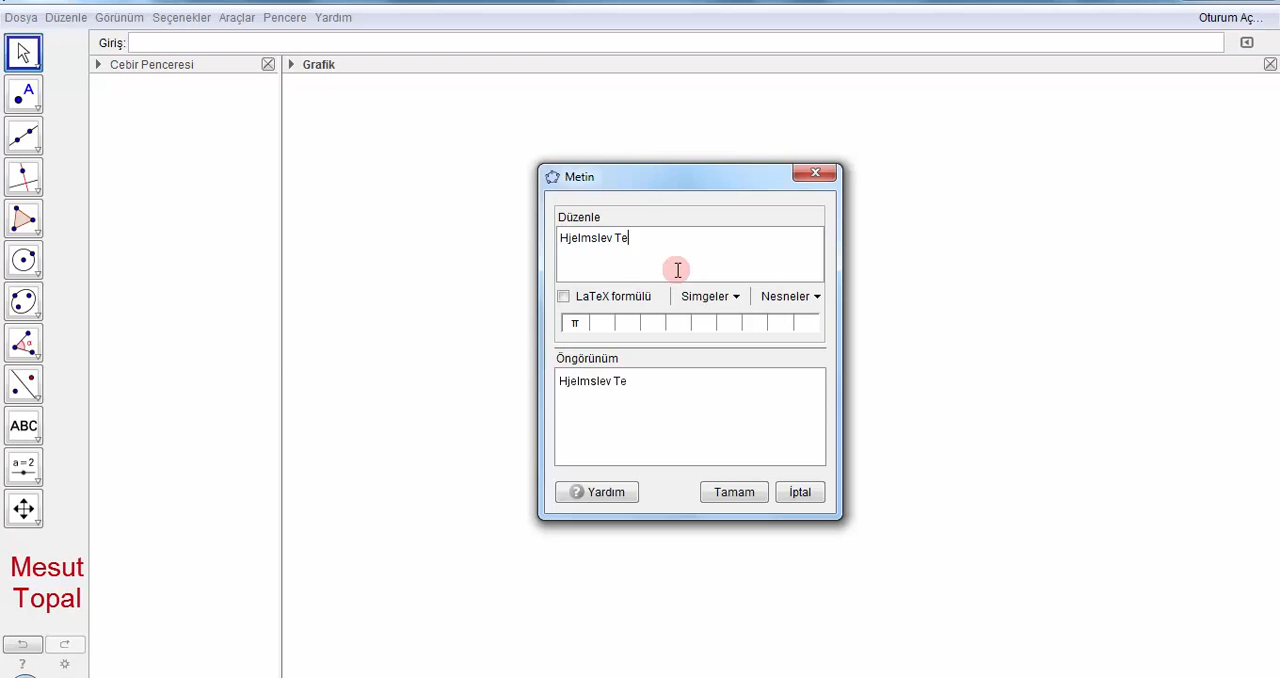 Dosya Düzenle Görünüm Seçenekler Araçlar Pencere Yardım
Oturum Aç...
Giriş:
Cebir Penceresi
Grafik
A
α
ABC
a=2
Metin
Düzenle
Hjelmslev Te
LaTeX formülü
Simgeler
Nesneler
π
Öngörünüm
Hjelmslev Te
? Yardım
Tamam
İptal
Mesut
Topal
?